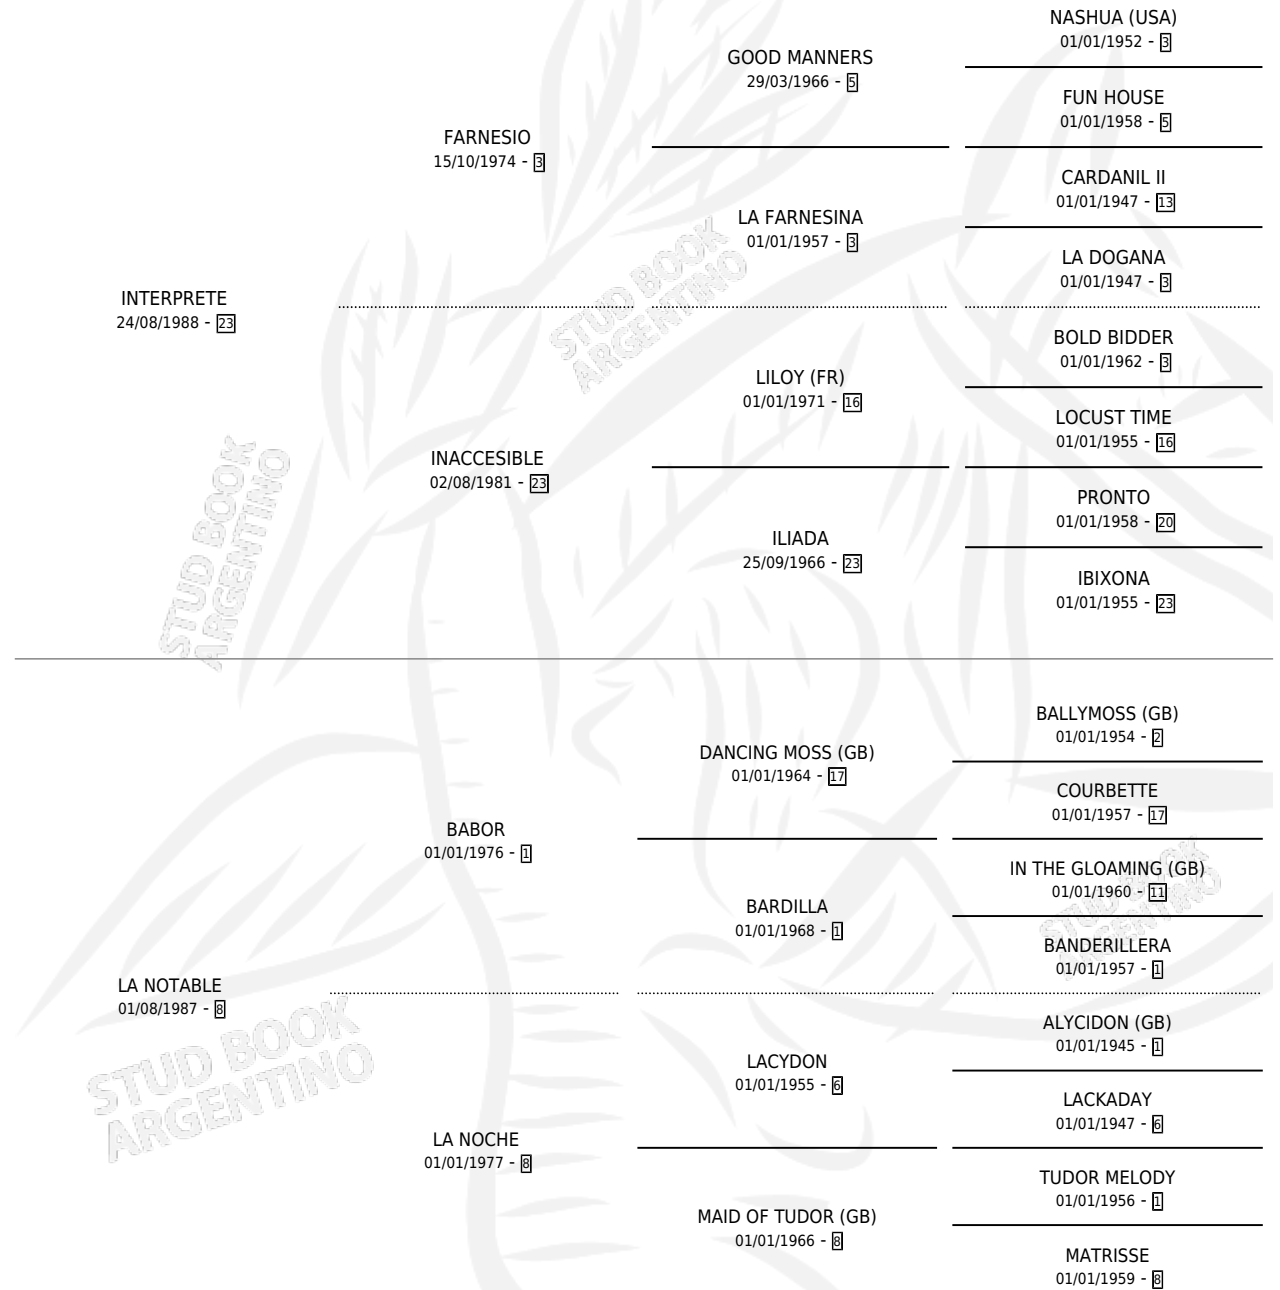 NASHUA (USA)
01/01/1952 - 3
GOOD MANNERS
29/03/1966 - 5
FUN HOUSE
01/01/1958 - 5
FARNESIO
15/10/1974 - 3
CARDANIL II
01/01/1947 - 13
LA FARNESINA
01/01/1957 - 3
LA DOGANA
01/01/1947 - 3
INTERPRETE
24/08/1988 - 23
BOLD BIDDER
01/01/1962 - 3
LILOY (FR)
01/01/1971 - 16
LOCUST TIME
01/01/1955 - 16
INACCESIBLE
02/08/1981 - 23
PRONTO
01/01/1958 - 20
ILIADA
25/09/1966 - 23
IBIXONA
01/01/1955 - 23
STUD BOOK
ARGENTINO
STUD BOOK
ARGENTINO
BALLYMOSS (GB)
01/01/1954 - 2
DANCING MOSS (GB)
01/01/1964 - 17
COURBETTE
01/01/1957 - 17
BABOR
01/01/1976 - 1
IN THE GLOAMING (GB)
01/01/1960 - 11
BARDILLA
01/01/1968 - 1
BANDERILLERA
01/01/1957 - 1
LA NOTABLE
01/08/1987 - 8
ALYCIDON (GB)
01/01/1945 - 1
LACYDON
01/01/1955 - 6
LACKADAY
01/01/1947 - 6
LA NOCHE
01/01/1977 - 8
TUDOR MELODY
01/01/1956 - 1
MAID OF TUDOR (GB)
01/01/1966 - 8
MATRISSE
01/01/1959 - 8
STUD BOOK
ARGENTINO
STUD BOOK
ARGENTINO